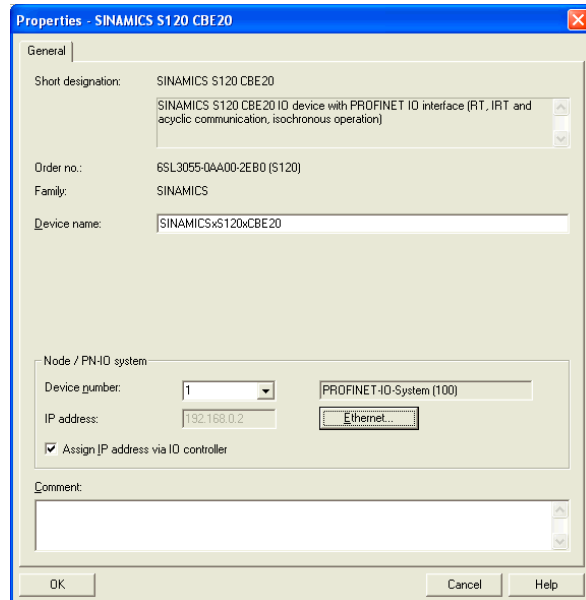 Properties - SINAMICS S120 CBE20
General
Short designation: SINAMICS S120 CBE20
SINAMICS S120 CBE20 IO device with PROFINET IO interface (RT, IRT and
acyclic communication, isochronous operation)
Order no.: 6SL3055-0AA00-2EB0 (S120)
Family: SINAMICS
Device name: SINAMICSxS120xCBE20
Node / PN-IO system
Device number: 1 PROFINET-IO-System (100)
IP address: 192.168.0.2 Ethernet...
Assign IP address via IO controller
Comment:
OK Cancel Help